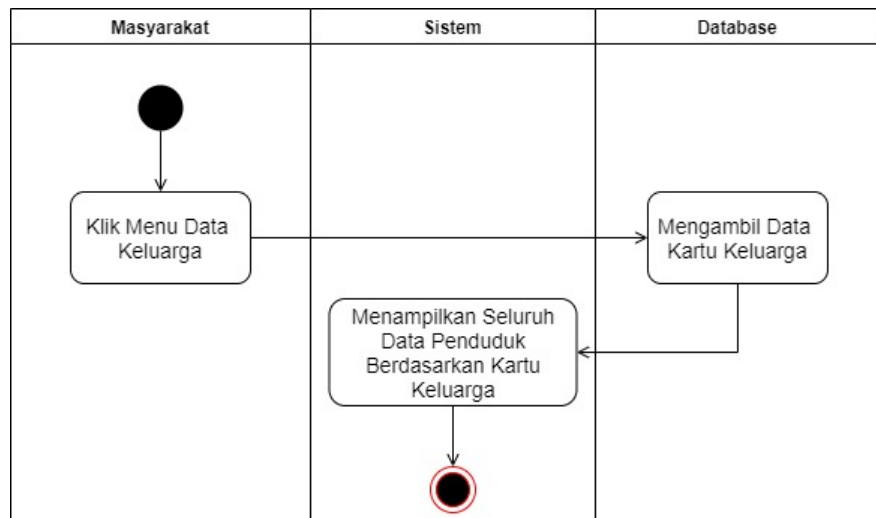 Masyarakat
Sistem
Database
Klik Menu Data
Keluarga
Mengambil Data
Kartu Keluarga
Menampilkan Seluruh
Data Penduduk
Berdasarkan Kartu
Keluarga